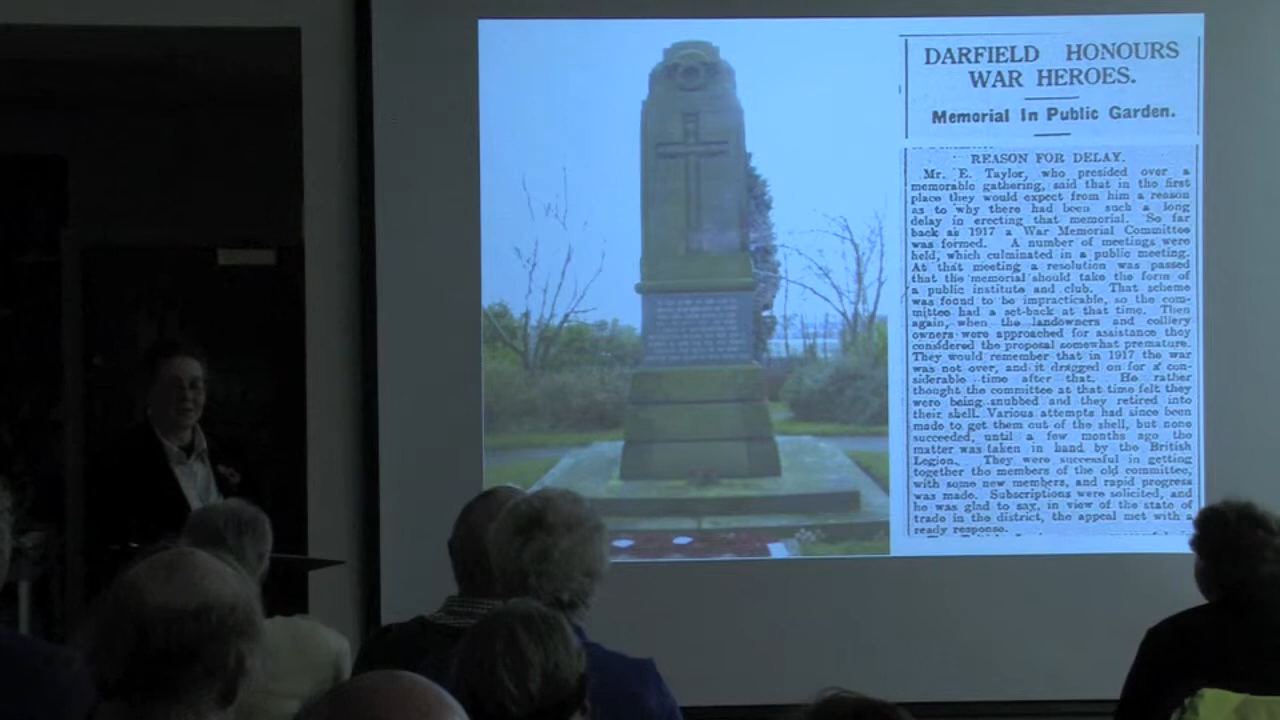 DARFIELD HONOURS
WAR HEROES.
Memorial In Public Garden.
REASON FOR DELAY.
Mr. E. Taylor, who presided over a
memorable gathering, said that in the first
place they would expect from him a reason
as to why there had been such a long
delay in erecting that memorial. So far
back as 1917 a War Memorial Committee
was formed. A number of meetings were
held, which culminated in a public meeting.
At that meeting a resolution was passed
that the memorial should take the form of
a public institute and club. That scheme
was found to be impracticable, so the com-
mittee had a set-back at that time. Then
again, when the landowners and colliery
owners were approached for assistance they
considered the proposal somewhat premature.
They would remember that in 1917 the war
was not over, and it dragged on for a con-
siderable time after that. He rather
thought the committee at that time felt they
were being snubbed and they retired into
their shell. Various attempts had since been
made to get them out of the shell, but none
succeeded, until a few months ago the
matter was taken in hand by the British
Legion. They were successful in getting
together the members of the old committee,
with some new members, and rapid progress
was made. Subscriptions were solicited, and
he was glad to say, in view of the state of
trade in the district, the appeal met with a
ready response.